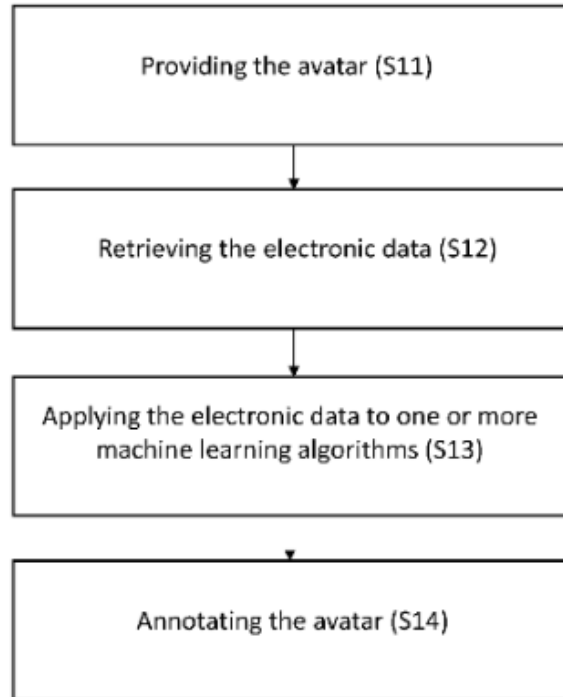 Providing the avatar (S11)
Retrieving the electronic data (S12)
Applying the electronic data to one or more
machine learning algorithms (S13)
Annotating the avatar (S14)